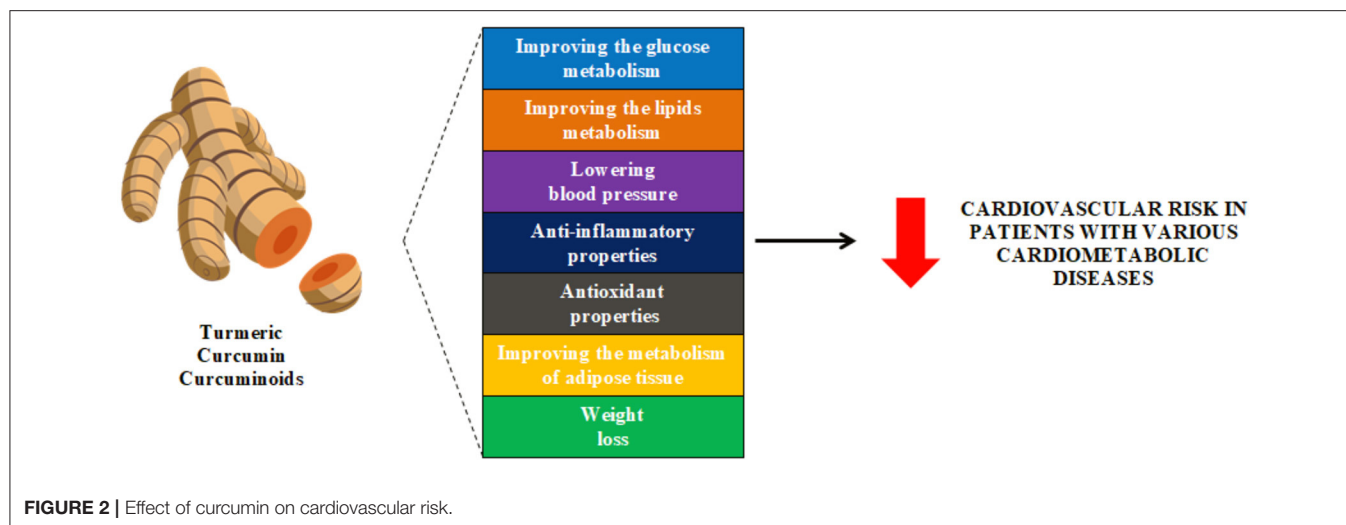 Turmeric
Curcumin
Curcuminoids
Improving the glucose
metabolism
Improving the lipids
metabolism
Lowering
blood pressure
Anti-inflammatory
properties
Antioxidant
properties
Improving the metabolism
of adipose tissue
Weight
loss
CARDIOVASCULAR RISK IN
PATIENTS WITH VARIOUS
CARDIOMETABOLIC
DISEASES
FIGURE 2 | Effect of curcumin on cardiovascular risk.